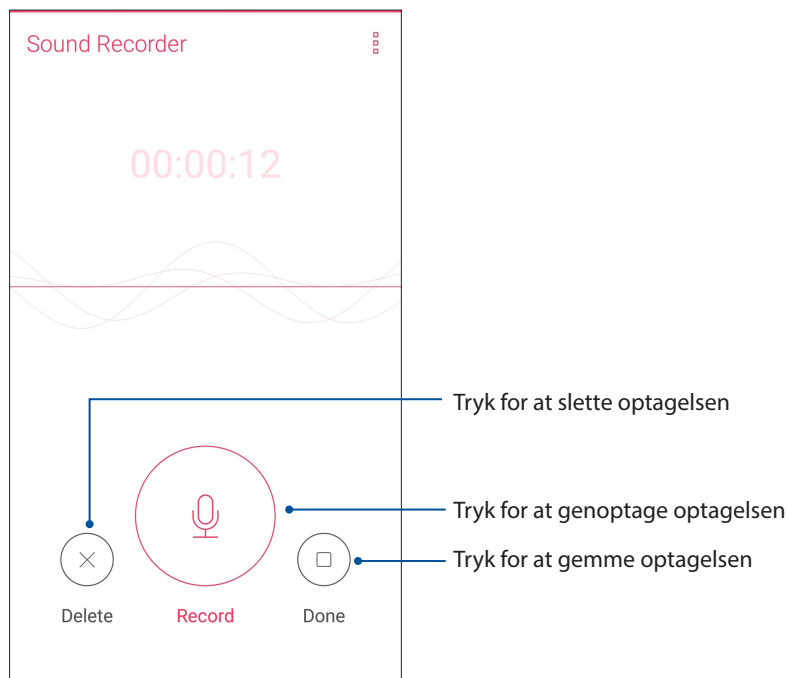 Sound Recorder
00:00:12
Tryk for at slette optagelsen
Tryk for at genoptage optagelsen
Tryk for at gemme optagelsen
Delete Record Done